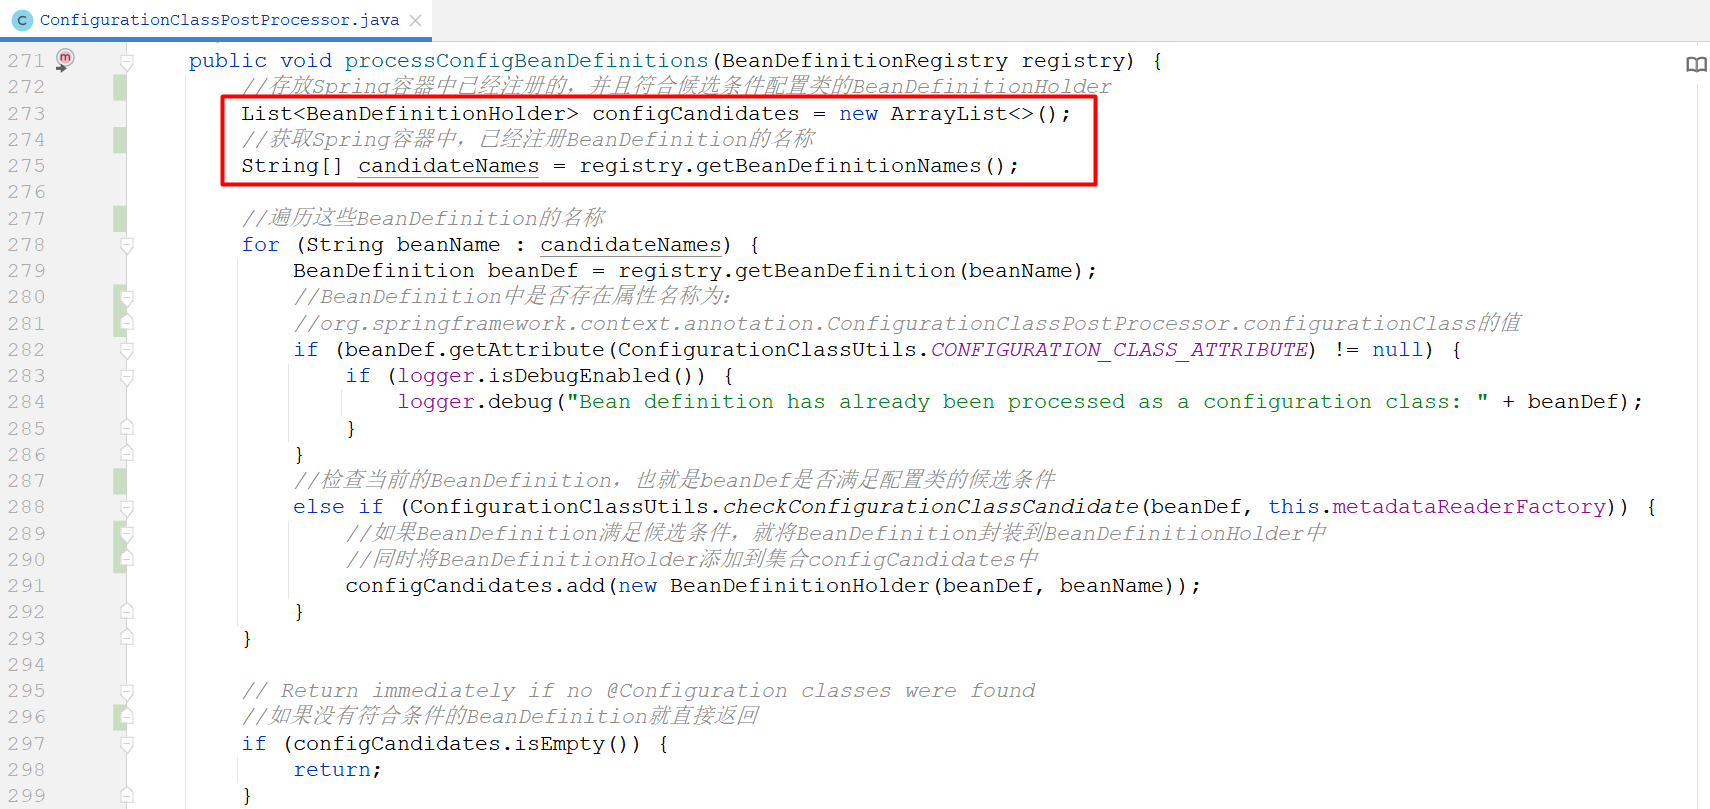 ConfigurationClassPostProcessor.java
271 public void processConfigBeanDefinitions(BeanDefinitionRegistry registry) {
272 //存放Spring容器中已经注册的，并且符合候选条件配置类的BeanDefinitionHolder
273 List<BeanDefinitionHolder> configCandidates = new ArrayList<>();
274 //获取Spring容器中，已经注册BeanDefinition的名称
275 String[] candidateNames = registry.getBeanDefinitionNames();
276
277 //遍历这些BeanDefinition的名称
278 for (String beanName : candidateNames) {
279 BeanDefinition beanDef = registry.getBeanDefinition(beanName);
280 //BeanDefinition中是否存在属性名称为：
281 //org.springframework.context.annotation.ConfigurationClassPostProcessor.configurationClass的值
282 if (beanDef.getAttribute(ConfigurationClassUtils.CONFIGURATION_CLASS_ATTRIBUTE) != null) {
283 if (logger.isDebugEnabled()) {
284 logger.debug("Bean definition has already been processed as a configuration class: " + beanDef);
285 }
286 }
287 //检查当前的BeanDefinition，也就是beanDef是否满足配置类的候选条件
288 else if (ConfigurationClassUtils.checkConfigurationClassCandidate(beanDef, this.metadataReaderFactory)) {
289 //如果BeanDefinition满足候选条件，就将BeanDefinition封装到BeanDefinitionHolder中
290 //同时将BeanDefinitionHolder添加到集合configCandidates中
291 configCandidates.add(new BeanDefinitionHolder(beanDef, beanName));
292 }
293 }
294
295 // Return immediately if no @Configuration classes were found
296 //如果没有符合条件的BeanDefinition就直接返回
297 if (configCandidates.isEmpty()) {
298 return;
299 }